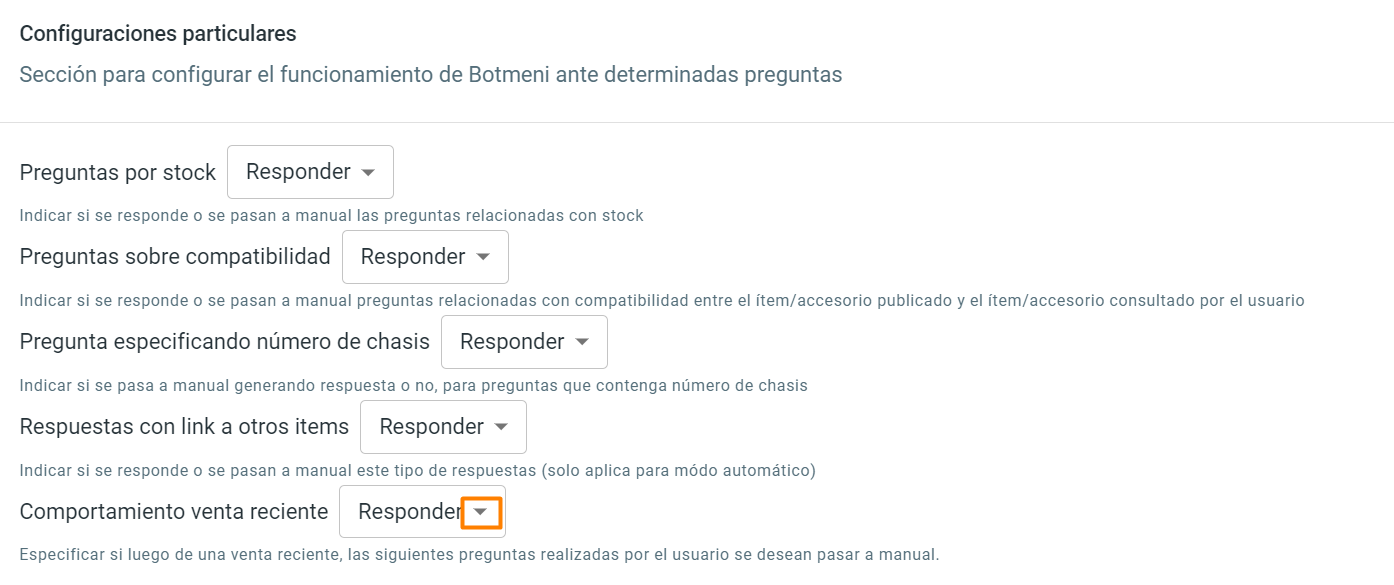 Configuraciones particulares
Sección para configurar el funcionamiento de Botmeni ante determinadas preguntas
Preguntas por stock Responder
Indicar si se responde o se pasan a manual las preguntas relacionadas con stock
Preguntas sobre compatibilidad Responder
Indicar si se responde o se pasan a manual preguntas relacionadas con compatibilidad entre el ítem/accesorio publicado y el ítem/accesorio consultado por el usuario
Pregunta especificando número de chasis Responder
Indicar si se pasa a manual generando respuesta o no, para preguntas que contenga número de chasis
Respuestas con link a otros items Responder
Indicar si se responde o se pasan a manual este tipo de respuestas (solo aplica para módo automático)
Comportamiento venta reciente Responder
Especificar si luego de una venta reciente, las siguientes preguntas realizadas por el usuario se desean pasar a manual.